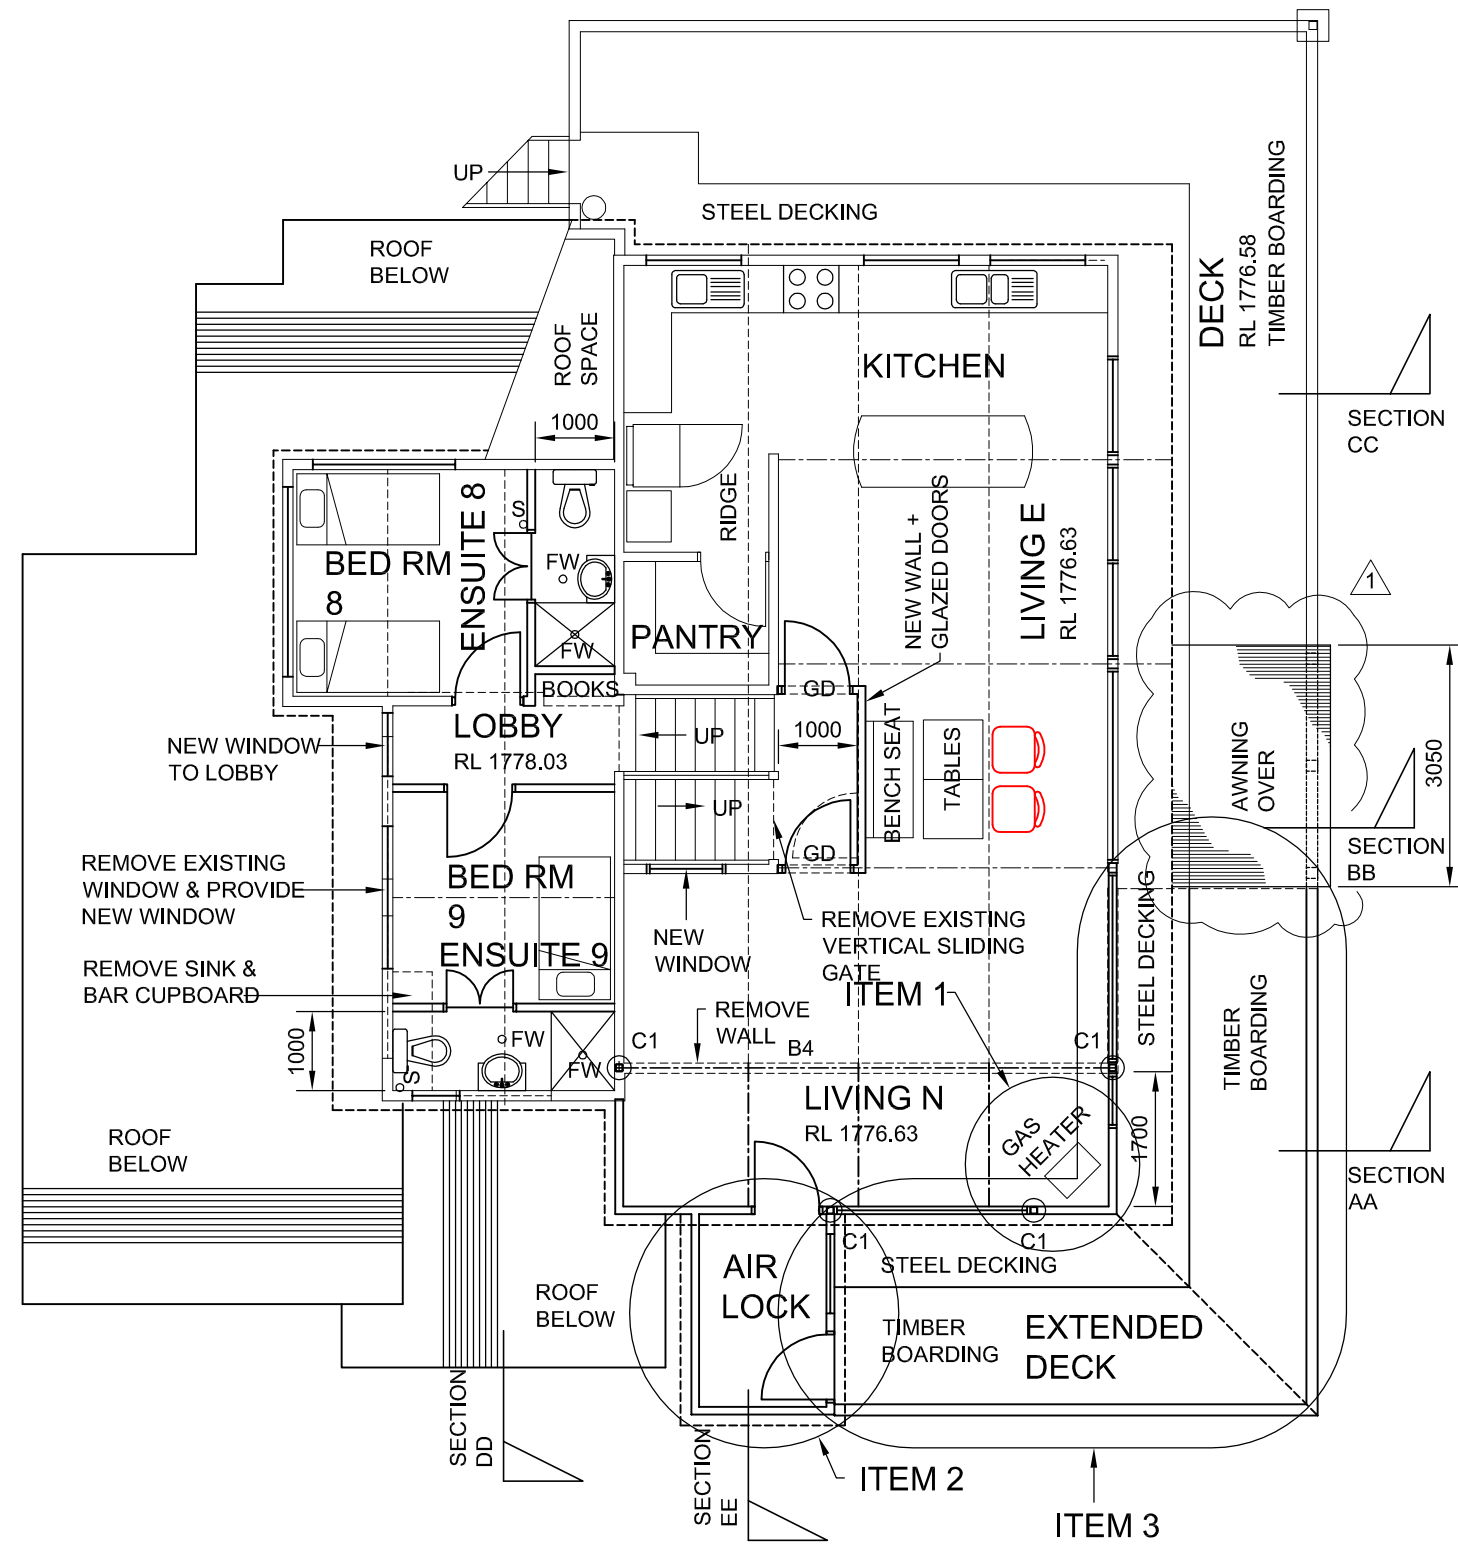 UP
STEEL DECKING
ROOF
BELOW
DECK
RL 1776.58
TIMBER BOARDING
ROOF
SPACE
KITCHEN
SECTION
CC
1000
RIDGE
NEW WALL +
GLAZED DOORS
LIVING E
RL 1776.63
ENSUITE 8
S
BED RM
8
FW
FW
PANTRY
1
BOOKS
GD
LOBBY
RL 1778.03
NEW WINDOW
TO LOBBY
UP
1000
BENCH SEAT
TABLES
AWNING
OVER
3050
UP
GD
SECTION
BB
REMOVE EXISTING
WINDOW & PROVIDE
NEW WINDOW
BED RM
9
ENSUITE 9
NEW
WINDOW
REMOVE EXISTING
VERTICAL SLIDING
GATE
STEEL DECKING
TIMBER
BOARDING
REMOVE SINK &
BAR CUPBOARD
ITEM 1
REMOVE
WALL
1000
FW
FW
S
C1
B4
C1
LIVING N
RL 1776.63
GAS
HEATER
1700
ROOF
BELOW
SECTION
AA
C1
C1
AIR
LOCK
STEEL DECKING
ROOF
BELOW
TIMBER
BOARDING
EXTENDED
DECK
SECTION
DD
SECTION
EE
ITEM 2
ITEM 3